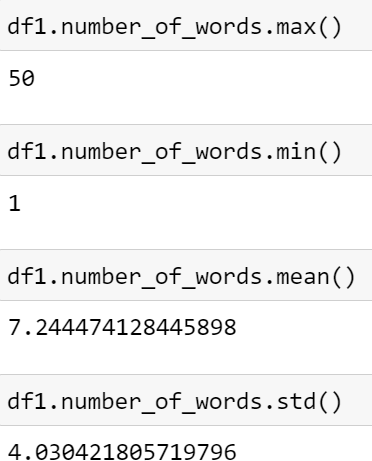 df1.number_of_words.max()
50
df1.number_of_words.min()
1
df1.number_of_words.mean()
7.244474128445898
df1.number_of_words.std()
4.030421805719796